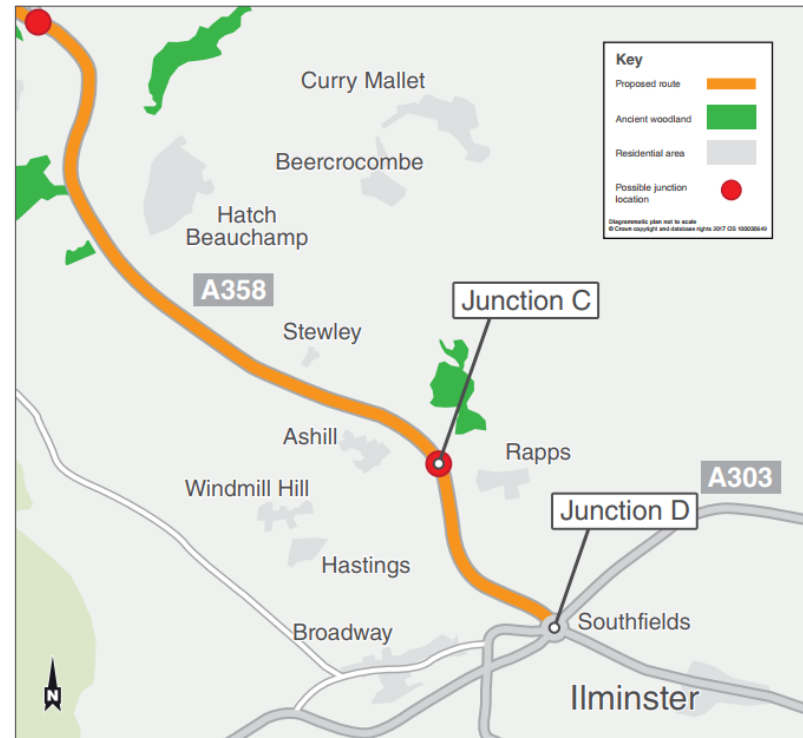 Curry Mallet
Beercrocombe
Hatch
Beauchamp
A358
Junction C
Stewley
Ashill
Rapps
Windmill Hill
A303
Junction D
Hastings
Southfields
Broadway
Ilminster
N
Key
Proposed route
Ancient woodland
Residential area
Possible junction
location
Diagrammatic plan not to scale
© Crown copyright and database rights 2017 OS 100030649